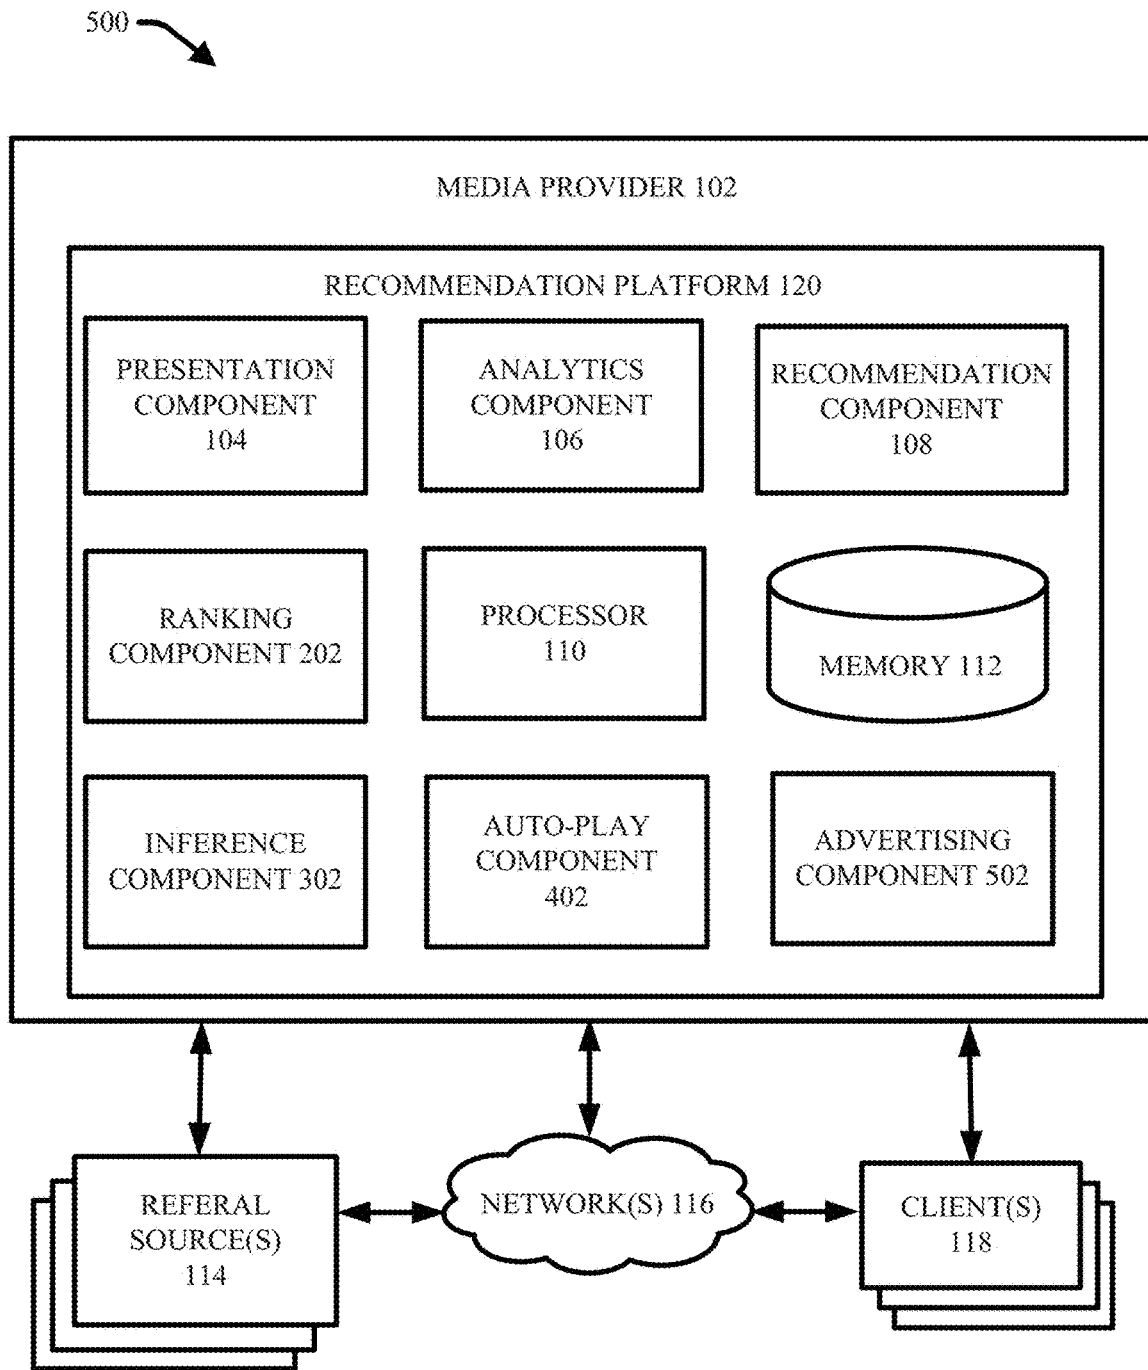 500
MEDIA PROVIDER 102
RECOMMENDATION PLATFORM 120
PRESENTATION
COMPONENT
104
ANALYTICS
COMPONENT
106
RECOMMENDATION
COMPONENT
108
RANKING
COMPONENT 202
PROCESSOR
110
MEMORY 112
INFERENCE
COMPONENT 302
AUTO-PLAY
COMPONENT
402
ADVERTISING
COMPONENT 502
REFERAL
SOURCE(S)
114
NETWORK(S) 116
CLIENT(S)
118